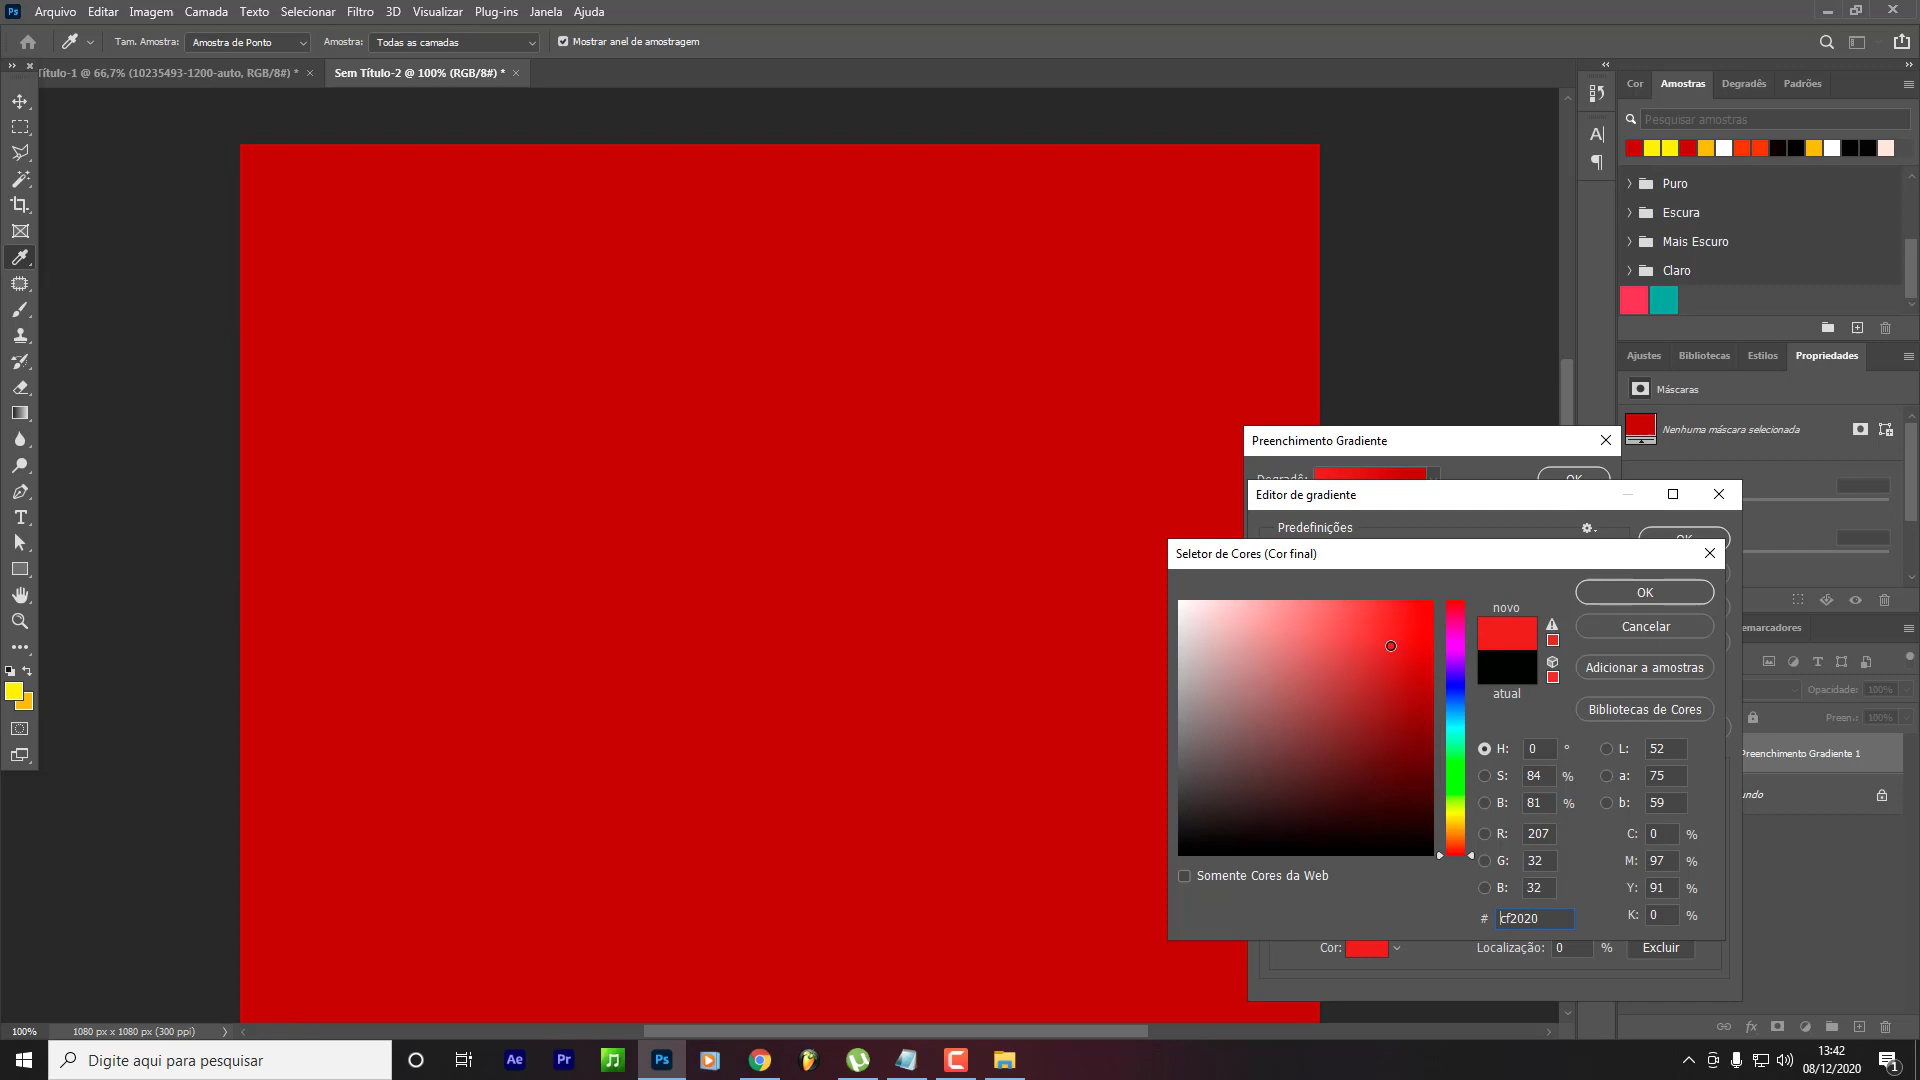 Ps Arquivo Editar Imagem Camada Texto Selecionar Filtro 3D Visualizar Plug-ins Janela Ajuda
Tam. Amostra: Amostra de Ponto Amostra: Todas as camadas Mostrar anel de amostragem
Título-1 @ 66,7% (10235493-1200-auto, RGB/8#) * × Sem Título-2 @ 100% (RGB/8#) * ×
Cor Amostras Degradês Padrões
Pesquisar amostras
Puro
Escura
Mais Escuro
Claro
Ajustes Bibliotecas Estilos Propriedades
Máscaras
Nenhuma máscara selecionada
Preenchimento Gradiente
Degradê: OK
Editor de gradiente
Predefinições
OK
Seletor de Cores (Cor final)
OK
novo
Cancelar
Adicionar a amostras
atual
Bibliotecas de Cores
H: 0 ° L: 52
S: 84 % a: 75
B: 81 % b: 59
R: 207 C: 0 %
G: 32 M: 97 %
B: 32 Y: 91 %
# cf2020 K: 0 %
Somente Cores da Web
Cor: Localização: 0 % Excluir
emarcadores
Opacidade: 100%
Preen.: 100%
Preenchimento Gradiente 1
undo
100% 1080 px x 1080 px (300 ppi)
Digite aqui para pesquisar
Ae Pr Ps
13:42
08/12/2020
1